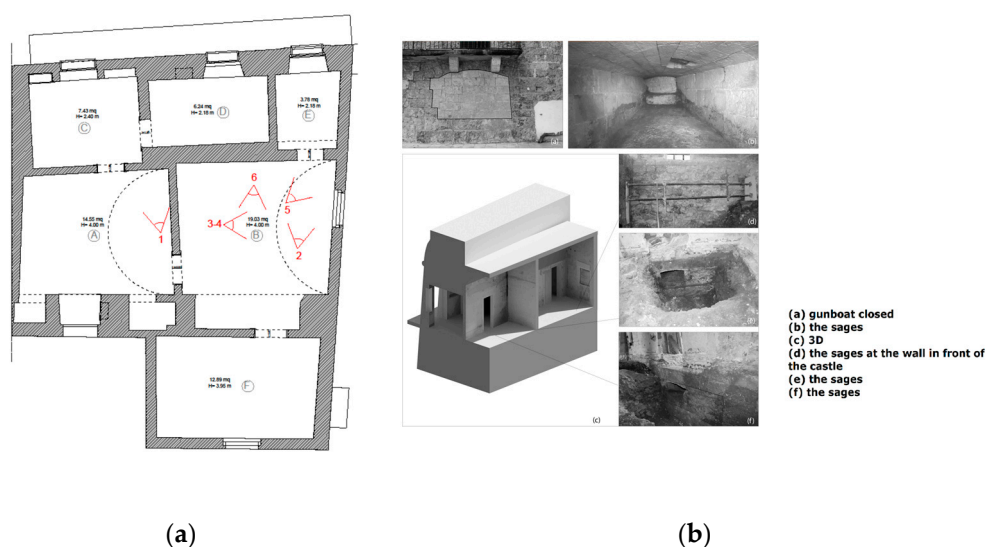 7.43 mq
H= 2.40 m
C
6.24 mq
H= 2.16 m
D
3.78 mq
H= 2.18 m
E
14.55 mq
H= 4.00 m
A
1
6
3-4
5
19.03 mq
H= 4.00 m
B
2
12.89 mq
H= 3.95 m
F
(a)
(b)
(c)
(d)
(e)
(f)
(a) gunboat closed
(b) the sages
(c) 3D
(d) the sages at the wall in front of
the castle
(e) the sages
(f) the sages
(a)
(b)